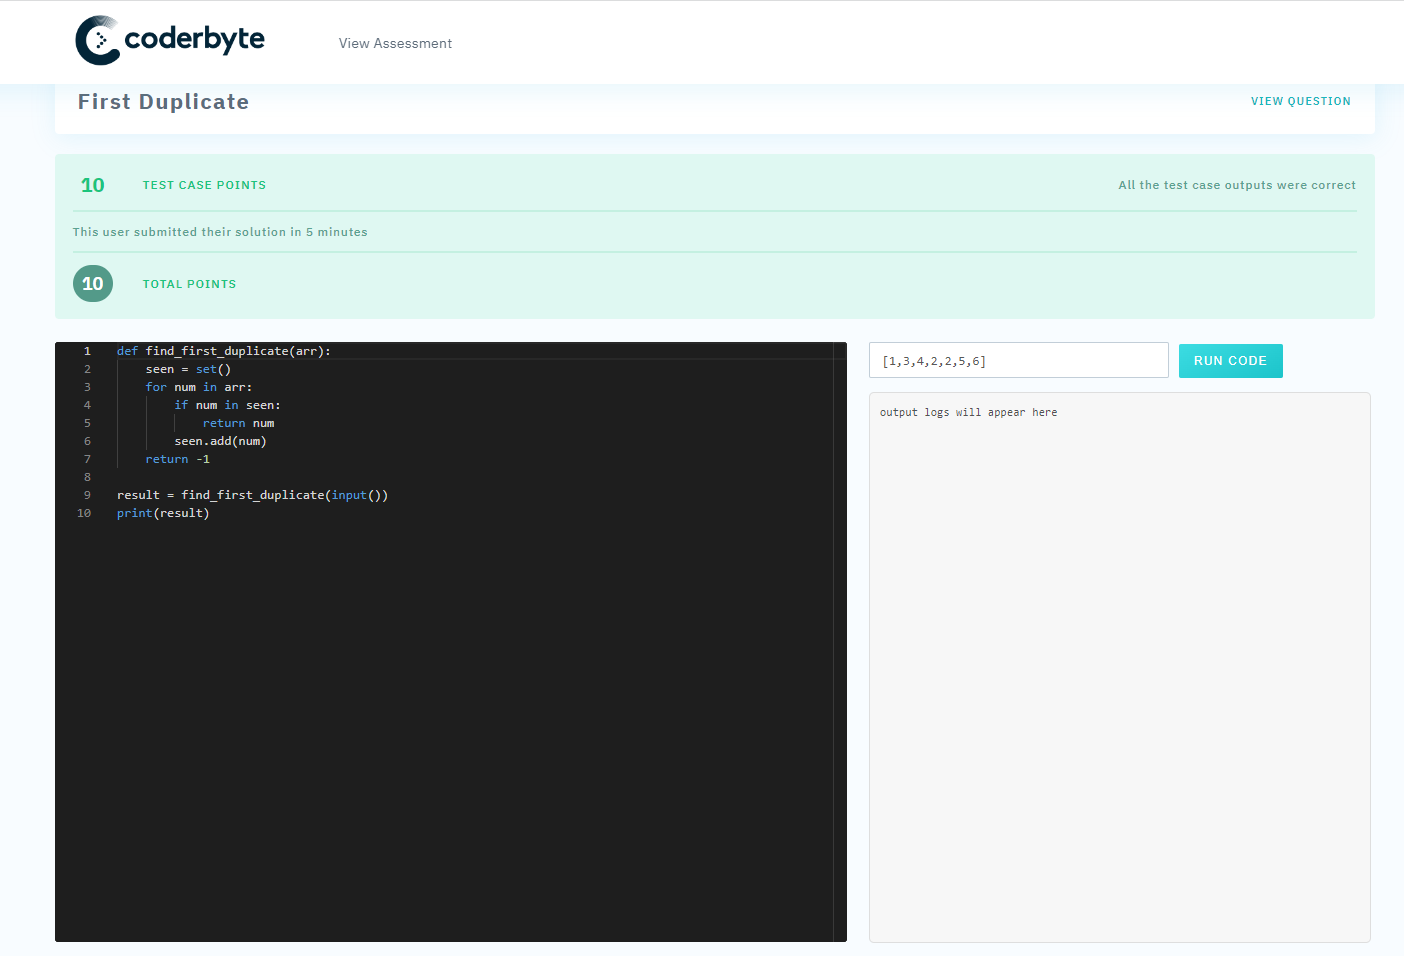 coderbyte
View Assessment
First Duplicate
VIEW QUESTION
10 TEST CASE POINTS
All the test case outputs were correct
This user submitted their solution in 5 minutes
10 TOTAL POINTS
1 def find_first_duplicate(arr):
2     seen = set()
3     for num in arr:
4         if num in seen:
5             return num
6         seen.add(num)
7     return -1
8
9 result = find_first_duplicate(input())
10 print(result)
[1,3,4,2,2,5,6]
RUN CODE
output logs will appear here